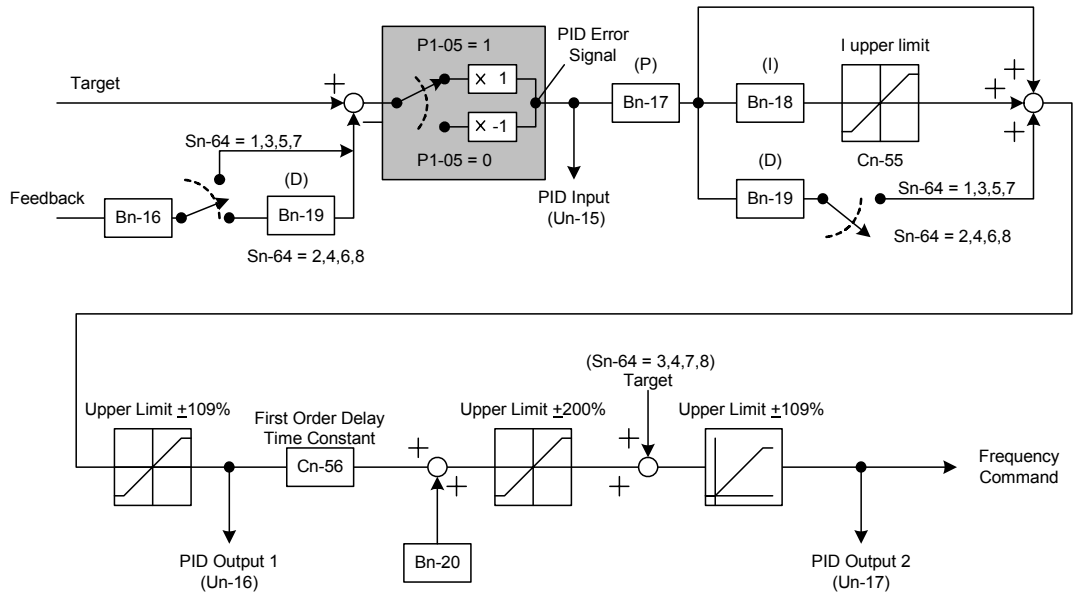 P1-05 = 1
PID Error
Signal
I upper limit
Target
+
× 1
(P)
(I)
Bn-17
Bn-18
+
+
+
−
× -1
Sn-64 = 1,3,5,7
P1-05 = 0
Cn-55
(D)
(D)
Feedback
Bn-16
Bn-19
PID Input
(Un-15)
Bn-19
Sn-64 = 1,3,5,7
Sn-64 = 2,4,6,8
Sn-64 = 2,4,6,8
(Sn-64 = 3,4,7,8)
Target
Upper Limit ±109%
First Order Delay
Time Constant
Upper Limit ±200%
Upper Limit ±109%
Cn-56
+
+
+
+
Frequency
Command
PID Output 1
(Un-16)
Bn-20
PID Output 2
(Un-17)